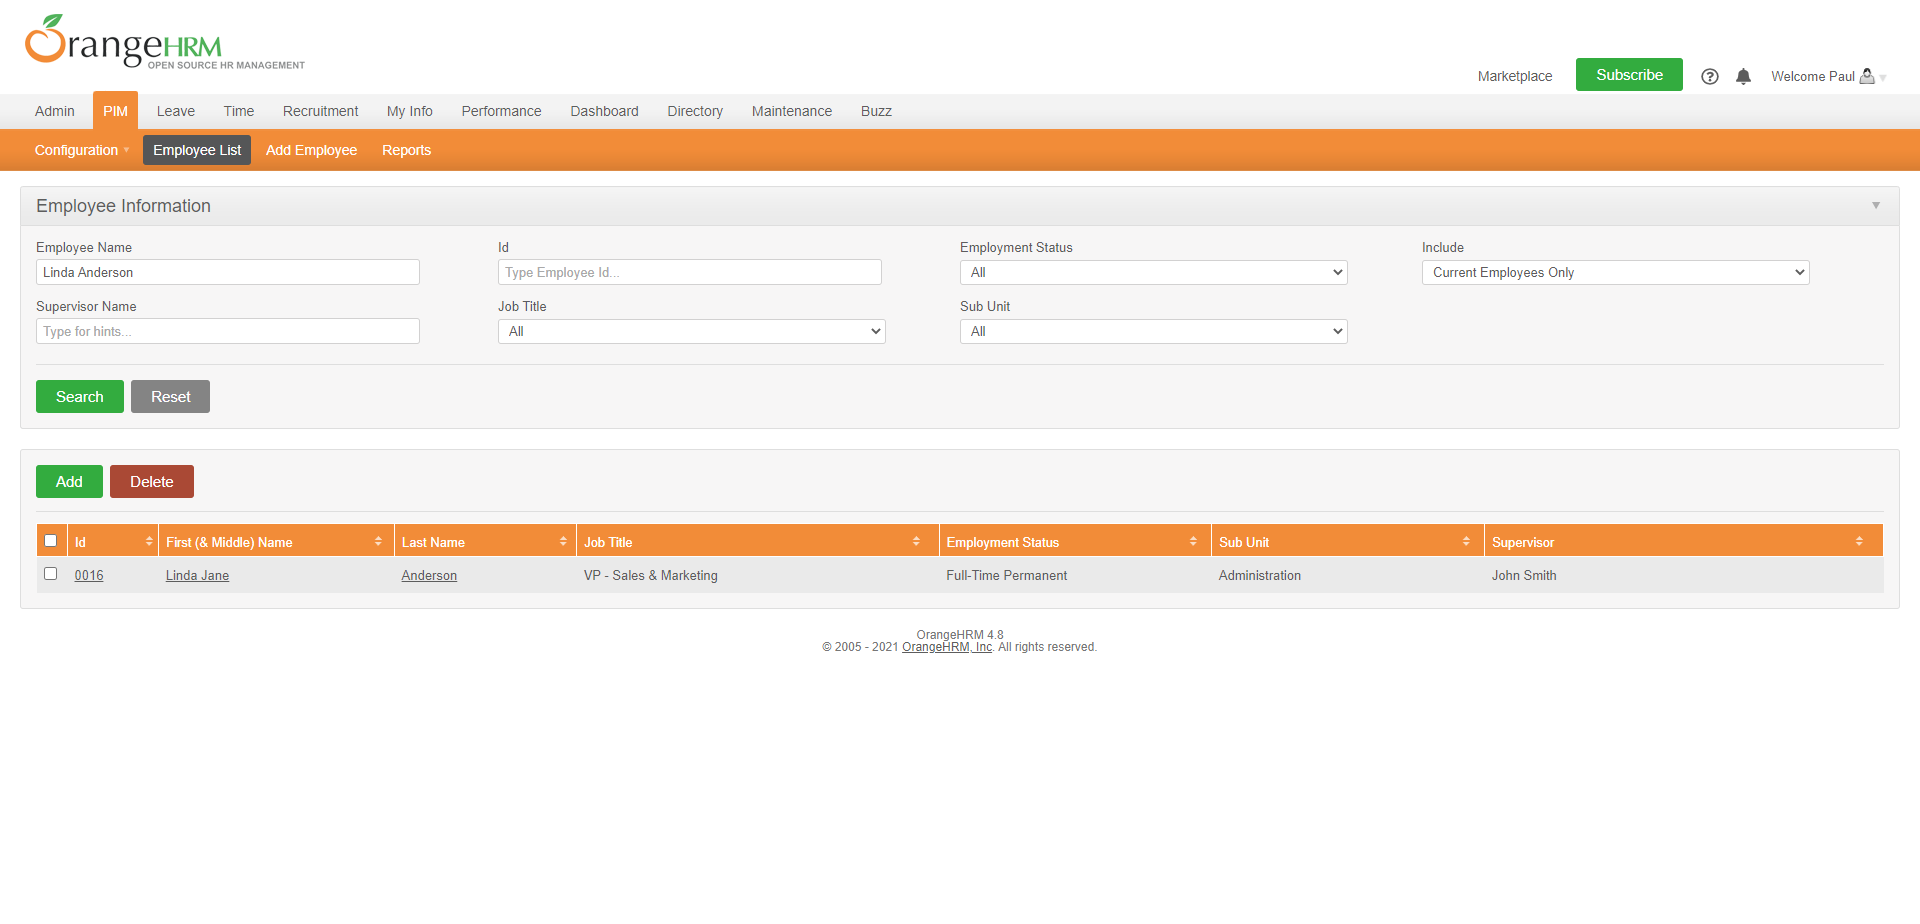 OrangeHRM
OPEN SOURCE HR MANAGEMENT
Marketplace Subscribe Welcome Paul
Admin PIM Leave Time Recruitment My Info Performance Dashboard Directory Maintenance Buzz
Configuration Employee List Add Employee Reports
Employee Information
Employee Name Id Employment Status Include
Linda Anderson Type Employee Id... All Current Employees Only
Supervisor Name Job Title Sub Unit
Type for hints... All All
Search Reset
Add Delete
Id First (& Middle) Name Last Name Job Title Employment Status Sub Unit Supervisor
0016 Linda Jane Anderson VP - Sales & Marketing Full-Time Permanent Administration John Smith
OrangeHRM 4.8
© 2005 - 2021 OrangeHRM, Inc. All rights reserved.